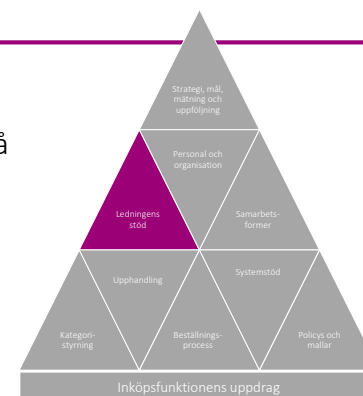 Strategi, mål,
mätning och
uppföljning
å
Personal och
organisation
Ledningens
stöd
Samarbets-
former
Upphandling
Systemstöd
Kategori-
styrning
Beställnings-
process
Policys och
mallar
Inköpsfunktionens uppdrag